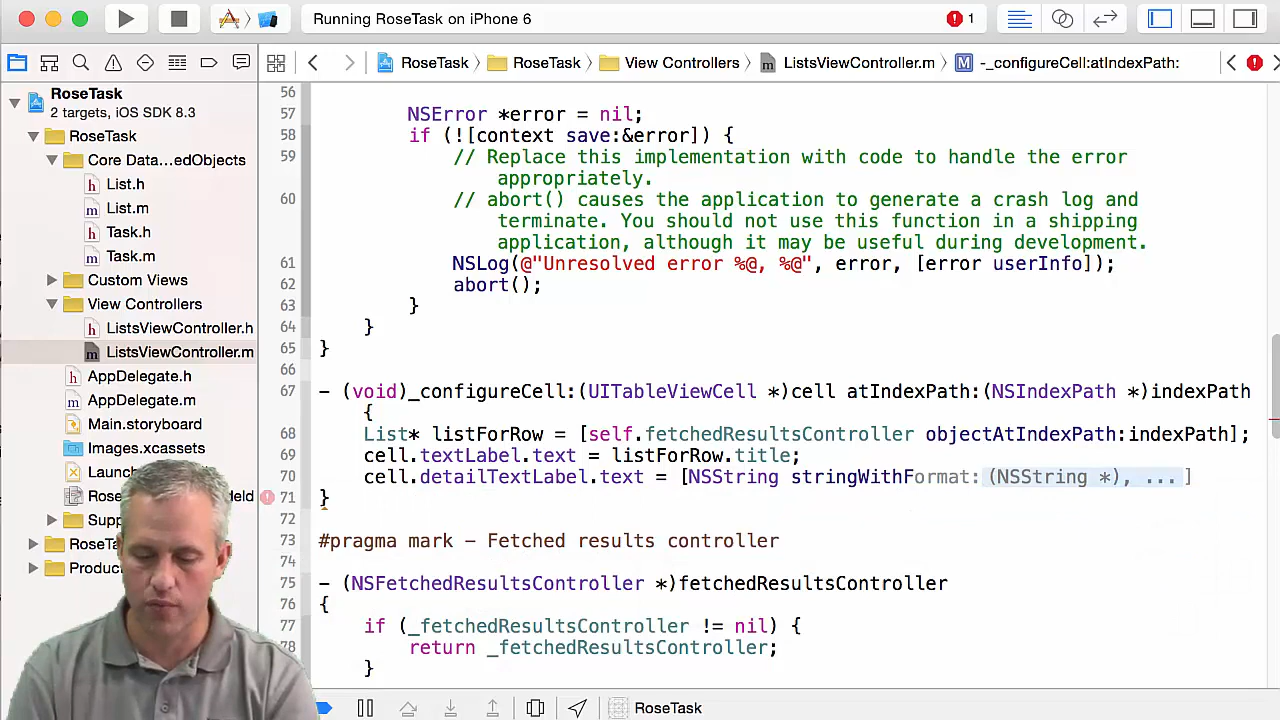 Running RoseTask on iPhone 6
1
RoseTask
RoseTask
View Controllers
ListsViewController.m
M
-_configureCell:atIndexPath:
RoseTask
2 targets, iOS SDK 8.3
RoseTask
Core Data...edObjects
h List.h
m List.m
h Task.h
m Task.m
Custom Views
View Controllers
h ListsViewController.h
m ListsViewController.m
h AppDelegate.h
m AppDelegate.m
Main.storyboard
Images.xcassets
56
57 NSError *error = nil;
58 if (![context save:&error]) {
59 // Replace this implementation with code to handle the error
appropriately.
60 // abort() causes the application to generate a crash log and
terminate. You should not use this function in a shipping
application, although it may be useful during development.
61 NSLog(@"Unresolved error %@, %@", error, [error userInfo]);
62 abort();
63 }
64 }
65 }
66
67 - (void)_configureCell:(UITableViewCell *)cell atIndexPath:(NSIndexPath *)indexPath
{
68 List* listForRow = [self.fetchedResultsController objectAtIndexPath:indexPath];
69 cell.textLabel.text = listForRow.title;
70 cell.detailTextLabel.text = [NSString stringWithFormat:(NSString *), ...]
71 }
72
73 #pragma mark - Fetched results controller
74
75 - (NSFetchedResultsController *)fetchedResultsController
76 {
77 if (_fetchedResultsController != nil) {
78 return _fetchedResultsController;
}
RoseTask